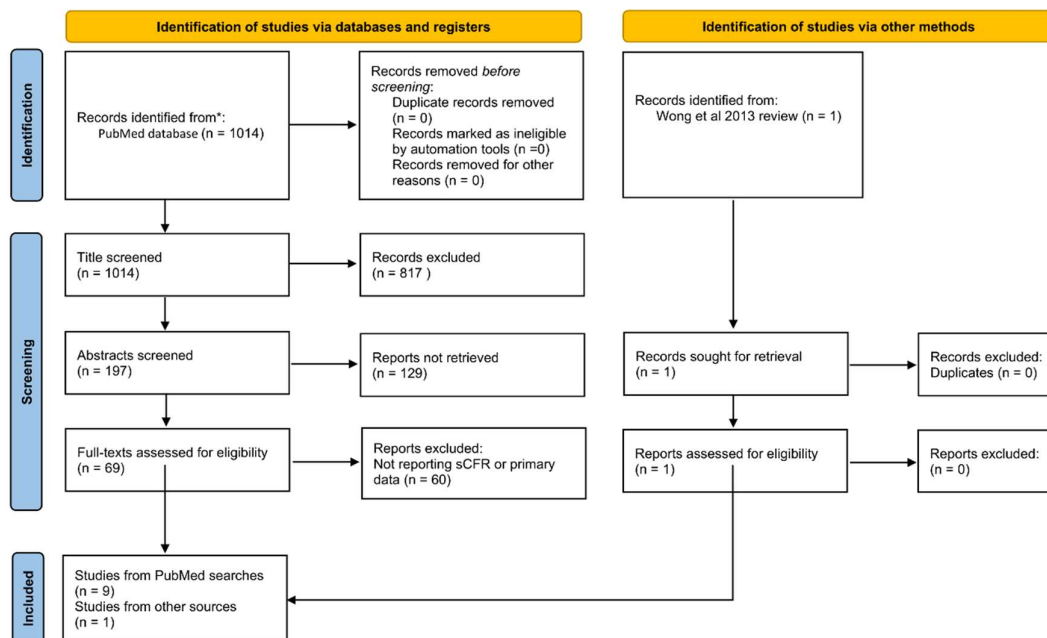 Identification of studies via databases and registers
Identification of studies via other methods
Identification
Records identified from*:
PubMed database (n = 1014)
Records removed before
screening:
Duplicate records removed
(n = 0)
Records marked as ineligible
by automation tools (n =0)
Records removed for other
reasons (n = 0)
Records identified from:
Wong et al 2013 review (n = 1)
Screening
Title screened
(n = 1014)
Records excluded
(n = 817 )
Abstracts screened
(n = 197)
Reports not retrieved
(n = 129)
Records sought for retrieval
(n = 1)
Records excluded:
Duplicates (n = 0)
Full-texts assessed for eligibility
(n = 69)
Reports excluded:
Not reporting sCFR or primary
data (n = 60)
Reports assessed for eligibility
(n = 1)
Reports excluded:
(n = 0)
Included
Studies from PubMed searches
(n = 9)
Studies from other sources
(n = 1)